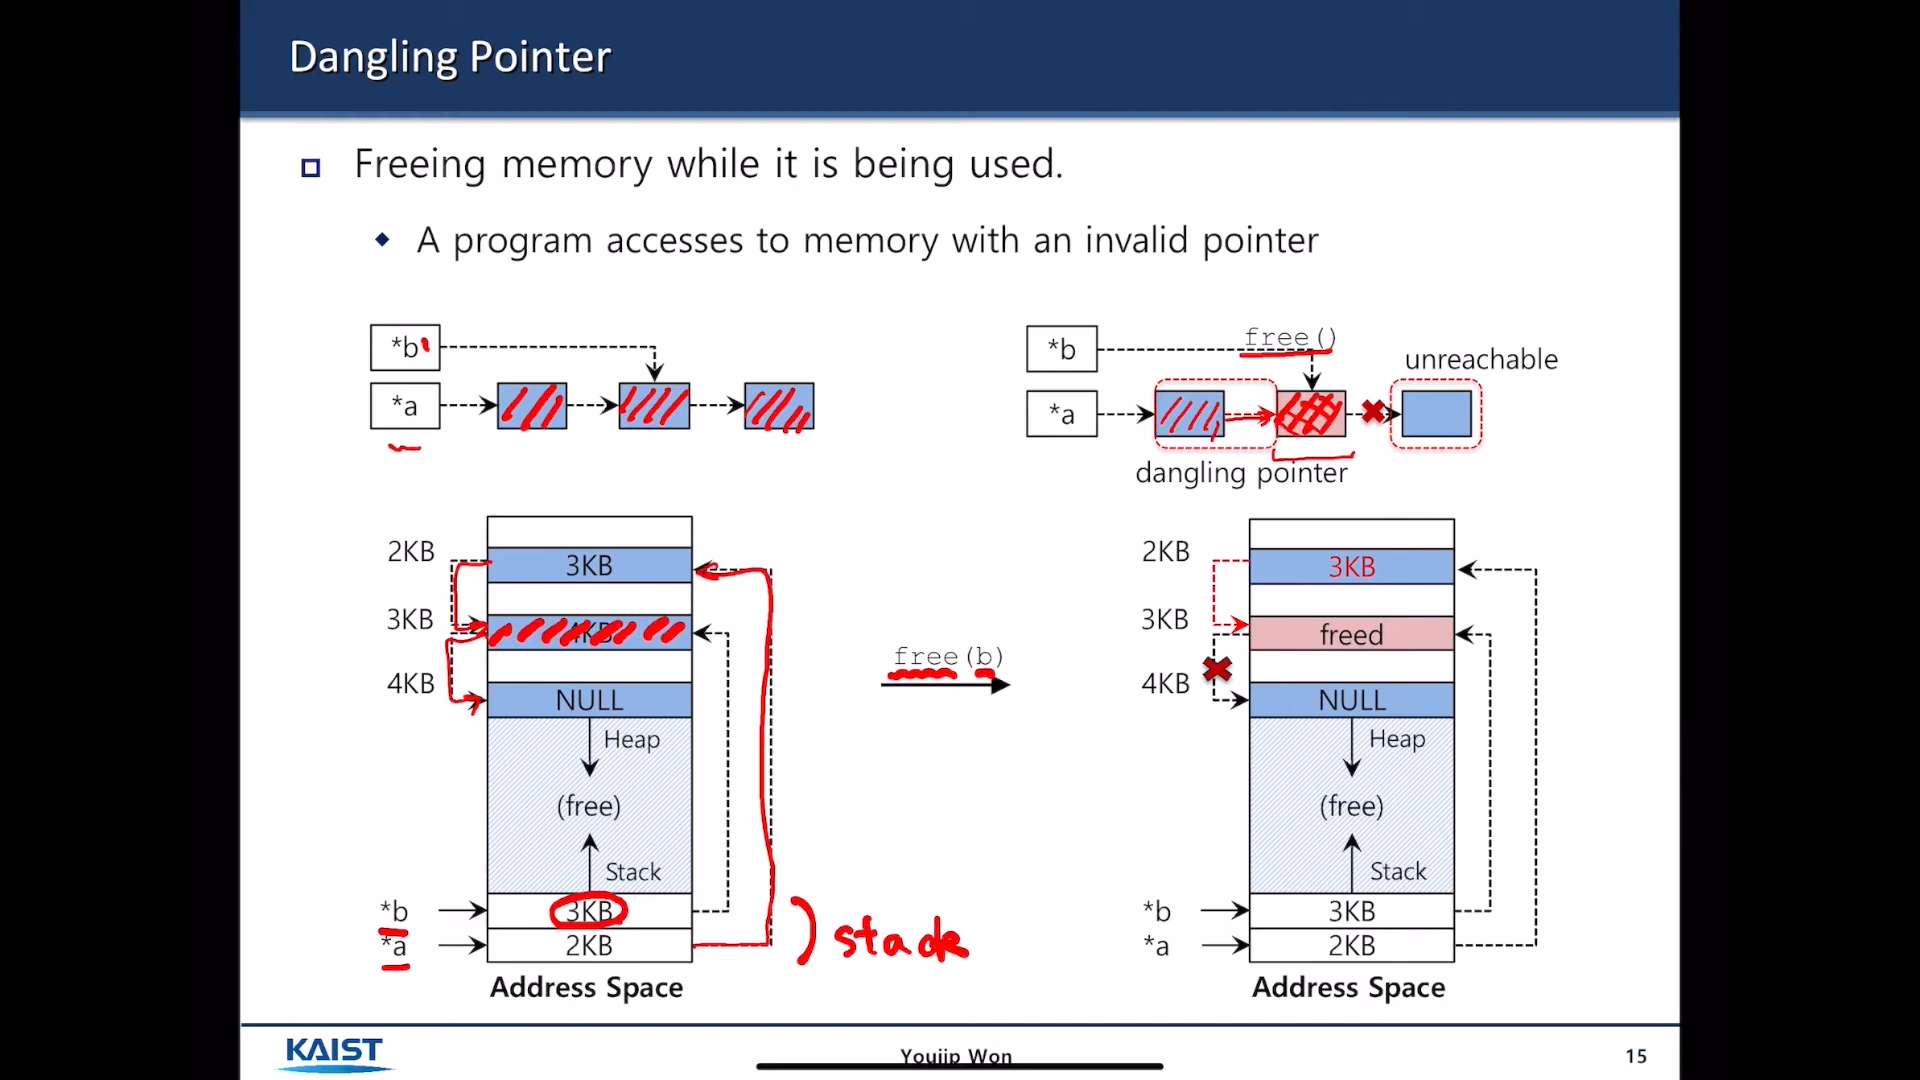 Dangling Pointer
Freeing memory while it is being used.
A program accesses to memory with an invalid pointer
*b
*a
*b
free()
unreachable
*a
dangling pointer
2KB
3KB
3KB
4KB
4KB
NULL
Heap
(free)
Stack
*b
3KB
*a
2KB
stack
Address Space
free(b)
2KB
3KB
3KB
freed
4KB
NULL
Heap
(free)
Stack
*b
3KB
*a
2KB
Address Space
KAIST
Youjip Won
15